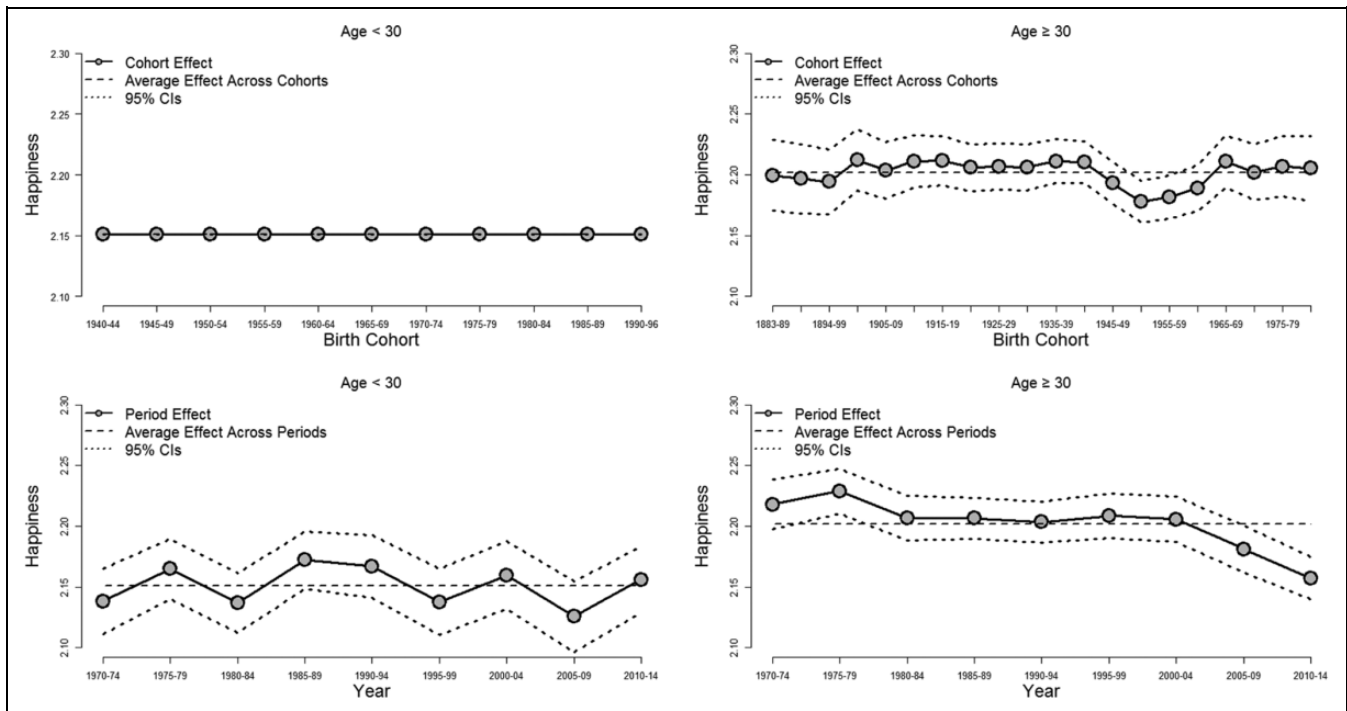 Age < 30
Cohort Effect
Average Effect Across Cohorts
95% CIs
Happiness
2.30
2.25
2.20
2.15
2.10
1940-44 1945-49 1950-54 1955-59 1960-64 1965-69 1970-74 1975-79 1980-84 1985-89 1990-96
Birth Cohort
Age ≥ 30
Cohort Effect
Average Effect Across Cohorts
95% CIs
Happiness
2.30
2.25
2.20
2.15
2.10
1883-89 1894-99 1905-09 1915-19 1925-29 1935-39 1945-49 1955-59 1965-69 1975-79
Birth Cohort
Age < 30
Period Effect
Average Effect Across Periods
95% CIs
Happiness
2.30
2.25
2.20
2.15
2.10
1970-74 1975-79 1980-84 1985-89 1990-94 1995-99 2000-04 2005-09 2010-14
Year
Age ≥ 30
Period Effect
Average Effect Across Periods
95% CIs
Happiness
2.30
2.25
2.20
2.15
2.10
1970-74 1975-79 1980-84 1985-89 1990-94 1995-99 2000-04 2005-09 2010-14
Year